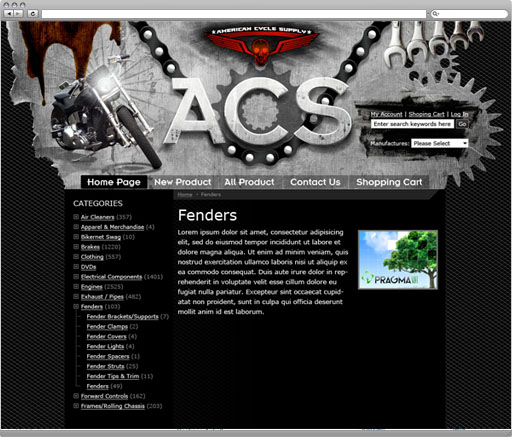 AMERICAN CYCLE SUPPLY
ACS
My Account | Shoping Cart | Log In
Enter search keywords here Go
Manufactures: Please Select
Home Page New Product All Product Contact Us Shopping Cart
Home > Fenders
CATEGORIES
Air Cleaners (357)
Apparel & Merchandise (4)
Bikernet Swag (10)
Brakes (1220)
Clothing (557)
DVDs
Electrical Components (1401)
Engines (2525)
Exhaust / Pipes (482)
Fenders (103)
Fender Brackets/Supports (7)
Fender Clamps (2)
Fender Covers (4)
Fender Lights (4)
Fender Spacers (1)
Fender Struts (25)
Fender Tips & Trim (11)
Fenders (49)
Forward Controls (162)
Frames/Rolling Chassis (203)
Fenders
Lorem ipsum dolor sit amet, consectetur adipisicing
elit, sed do eiusmod tempor incididunt ut labore et
dolore magna aliqua. Ut enim ad minim veniam, quis
nostrud exercitation ullamco laboris nisi ut aliquip ex
ea commodo consequat. Duis aute irure dolor in rep-
rehenderit in voluptate velit esse cillum dolore eu
fugiat nulla pariatur. Excepteur sint occaecat cupid-
atat non proident, sunt in culpa qui officia deserunt
mollit anim id est laborum.
PRAGMA